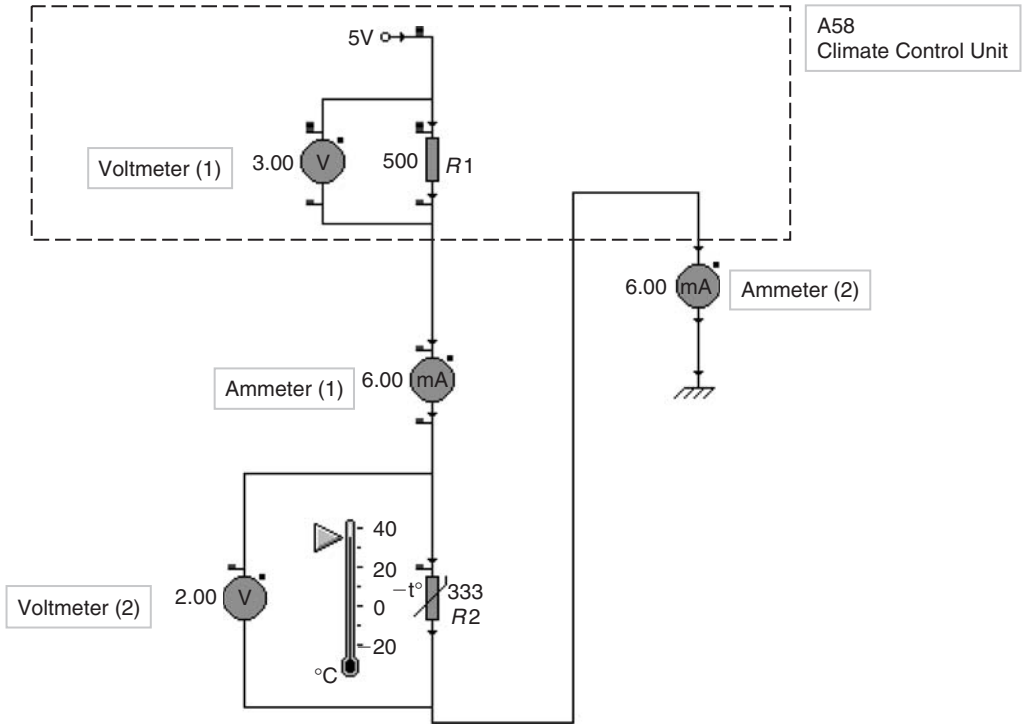 5V
A58
Climate Control Unit
Voltmeter (1)
3.00
V
500
R1
6.00
mA
Ammeter (2)
Ammeter (1)
6.00
mA
40
20
0
−20
°C
−t°
333
R2
Voltmeter (2)
2.00
V